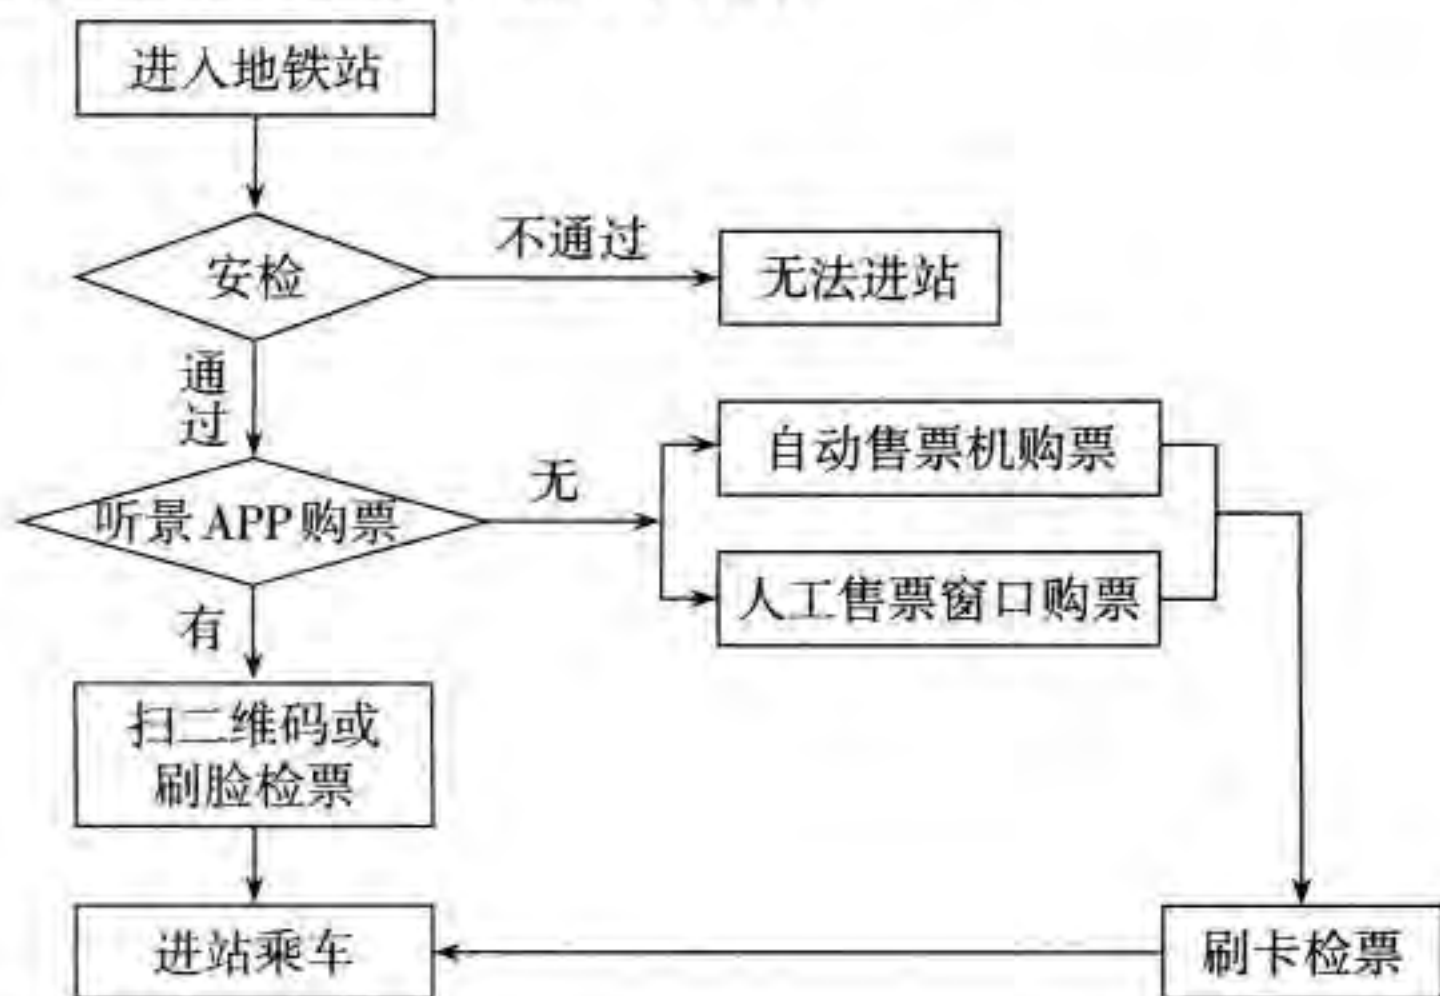 进入地铁站
安检
不通过
无法进站
通
过
听景APP购票
无
自动售票机购票
人工售票窗口购票
有
扫二维码或
刷脸检票
进站乘车
刷卡检票